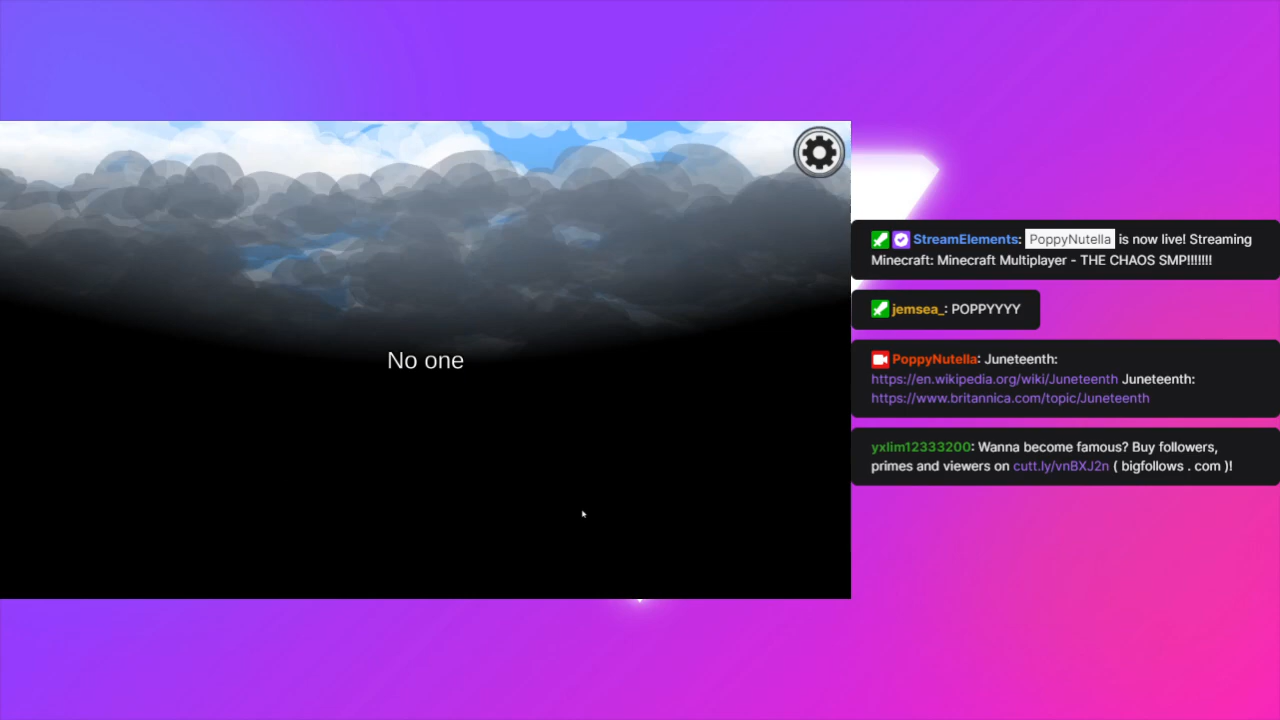 No one
StreamElements: PoppyNutella is now live! Streaming
Minecraft: Minecraft Multiplayer - THE CHAOS SMP!!!!!!!
jemsea_: POPPYYYY
PoppyNutella: Juneteenth:
https://en.wikipedia.org/wiki/Juneteenth Juneteenth:
https://www.britannica.com/topic/Juneteenth
yxlim12333200: Wanna become famous? Buy followers,
primes and viewers on cutt.ly/vnBXJ2n ( bigfollows . com )!